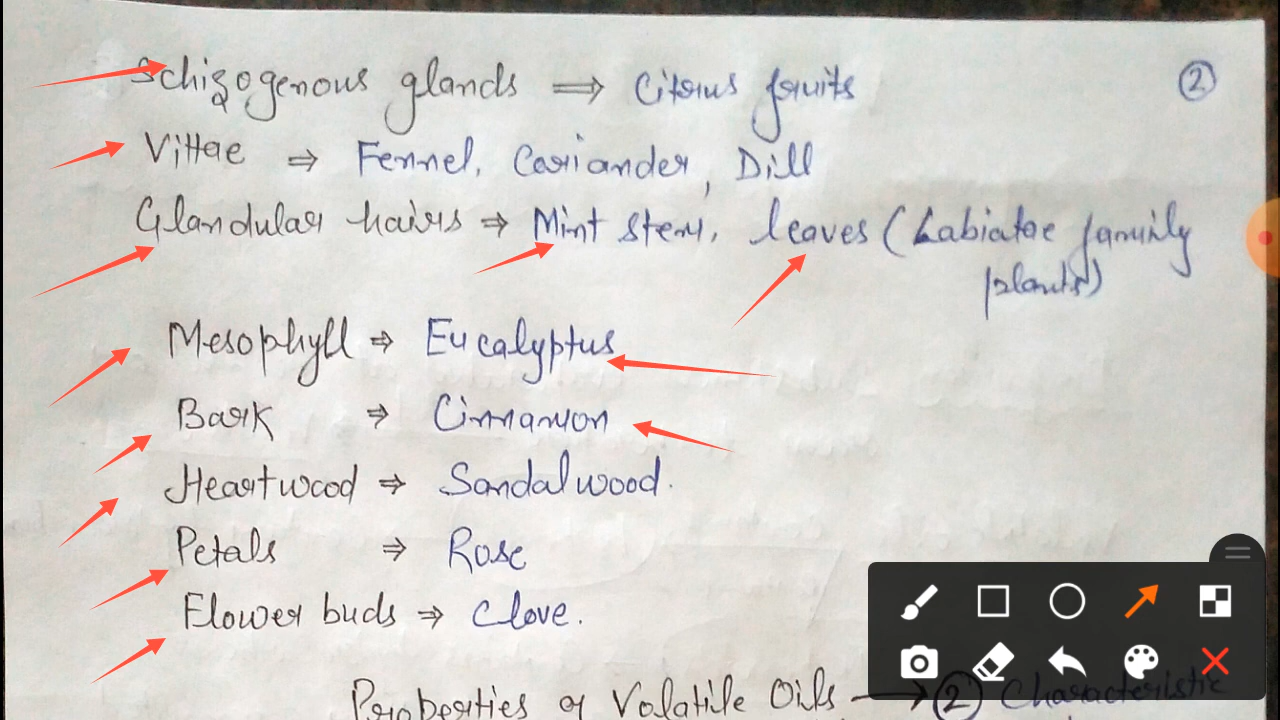 Schizogenous glands ⇒ Citrus fruits
②
Vittae ⇒ Fennel, Coriander, Dill
Glandular hairs ⇒ Mint stem, leaves (Labiatae family
plants)
Mesophyll ⇒ Eucalyptus
Bark ⇒ Cinnamon
Heartwood ⇒ Sandalwood.
Petals ⇒ Rose
Flower buds ⇒ Clove.
Properties of Volatile Oils → ② Characteristic